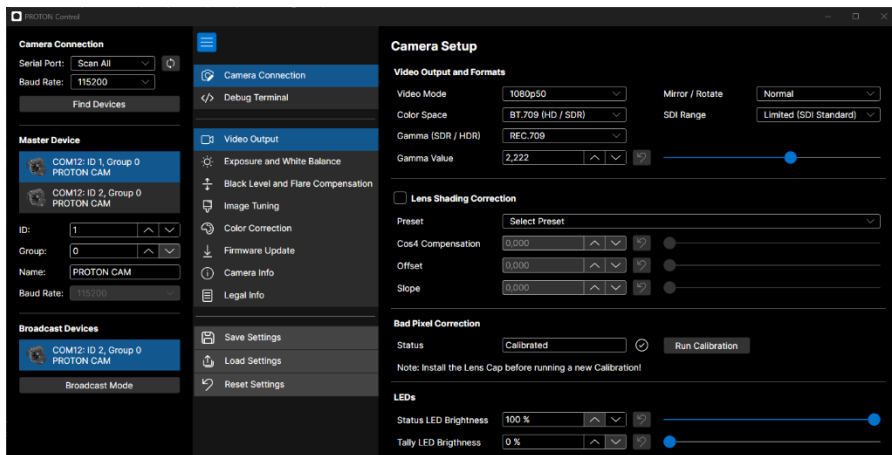 PROTON Control
Camera Connection
Serial Port: Scan All
Baud Rate: 115200
Find Devices
Master Device
COM12: ID 1, Group 0
PROTON CAM
COM12: ID 2, Group 0
PROTON CAM
ID: 1
Group: 0
Name: PROTON CAM
Baud Rate: 115200
Broadcast Devices
COM12: ID 2, Group 0
PROTON CAM
Broadcast Mode
Camera Connection
</> Debug Terminal
Video Output
Exposure and White Balance
Black Level and Flare Compensation
Image Tuning
Color Correction
Firmware Update
Camera Info
Legal Info
Save Settings
Load Settings
Reset Settings
Camera Setup
Video Output and Formats
Video Mode 1080p50 Mirror / Rotate Normal
Color Space BT.709 (HD / SDR) SDI Range Limited (SDI Standard)
Gamma (SDR / HDR) REC.709
Gamma Value 2,222
Lens Shading Correction
Preset Select Preset
Cos4 Compensation 0,000
Offset 0,000
Slope 0,000
Bad Pixel Correction
Status Calibrated Run Calibration
Note: Install the Lens Cap before running a new Calibration!
LEDs
Status LED Brightness 100 %
Tally LED Brigthness 0 %